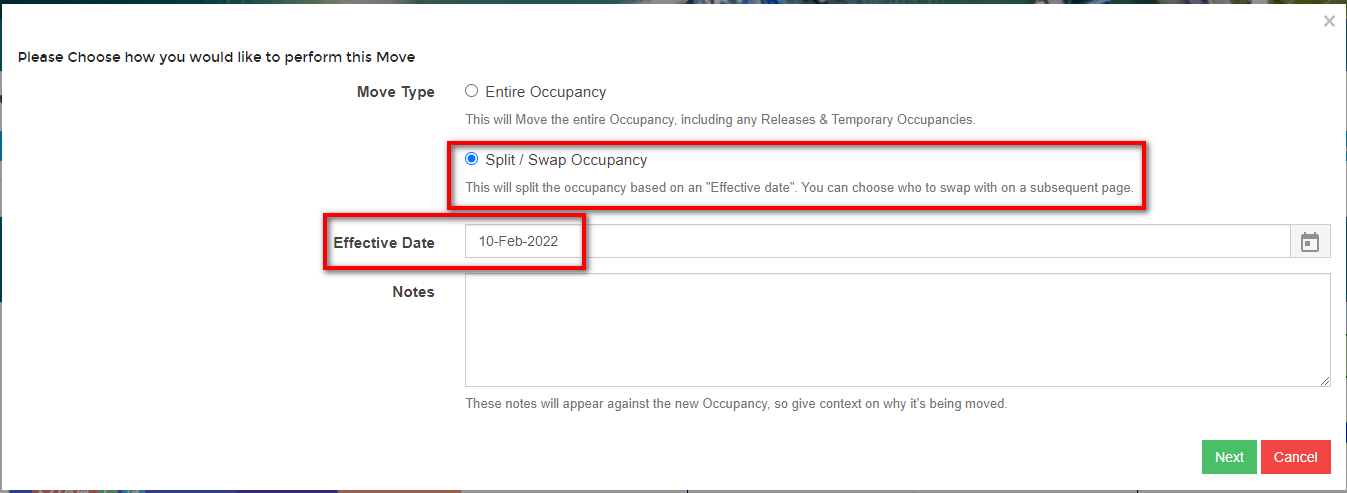 ×
Please Choose how you would like to perform this Move
Move Type
Entire Occupancy
This will Move the entire Occupancy, including any Releases & Temporary Occupancies.
Split / Swap Occupancy
This will split the occupancy based on an "Effective date". You can choose who to swap with on a subsequent page.
Effective Date
10-Feb-2022
Notes
These notes will appear against the new Occupancy, so give context on why it's being moved.
Next Cancel